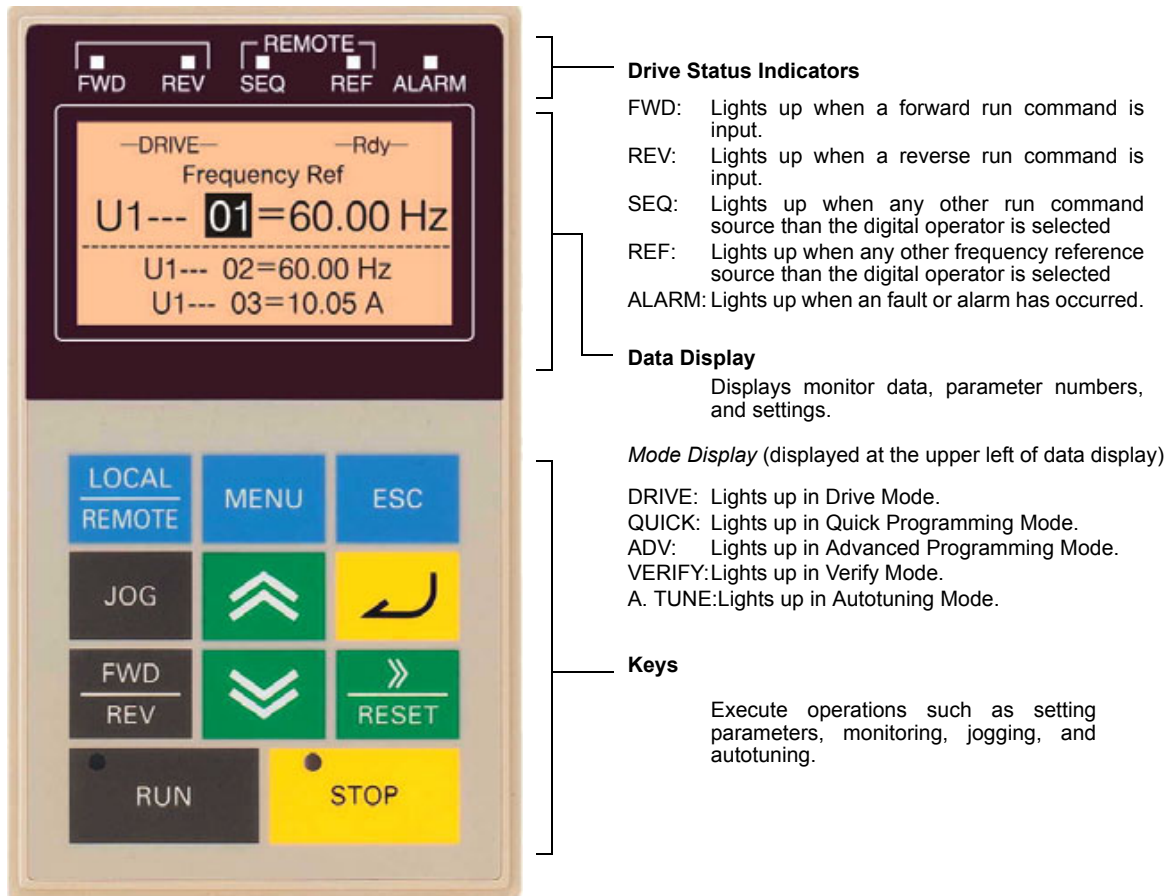 REMOTE
FWD REV SEQ REF ALARM
—DRIVE— —Rdy—
Frequency Ref
U1--- 01=60.00 Hz
U1--- 02=60.00 Hz
U1--- 03=10.05 A
LOCAL
REMOTE
MENU
ESC
JOG
FWD
REV
RESET
RUN
STOP
Drive Status Indicators
FWD: Lights up when a forward run command is
input.
REV: Lights up when a reverse run command is
input.
SEQ: Lights up when any other run command
source than the digital operator is selected
REF: Lights up when any other frequency reference
source than the digital operator is selected
ALARM: Lights up when an fault or alarm has occurred.
Data Display
Displays monitor data, parameter numbers,
and settings.
Mode Display (displayed at the upper left of data display)
DRIVE: Lights up in Drive Mode.
QUICK: Lights up in Quick Programming Mode.
ADV: Lights up in Advanced Programming Mode.
VERIFY:Lights up in Verify Mode.
A. TUNE:Lights up in Autotuning Mode.
Keys
Execute operations such as setting
parameters, monitoring, jogging, and
autotuning.